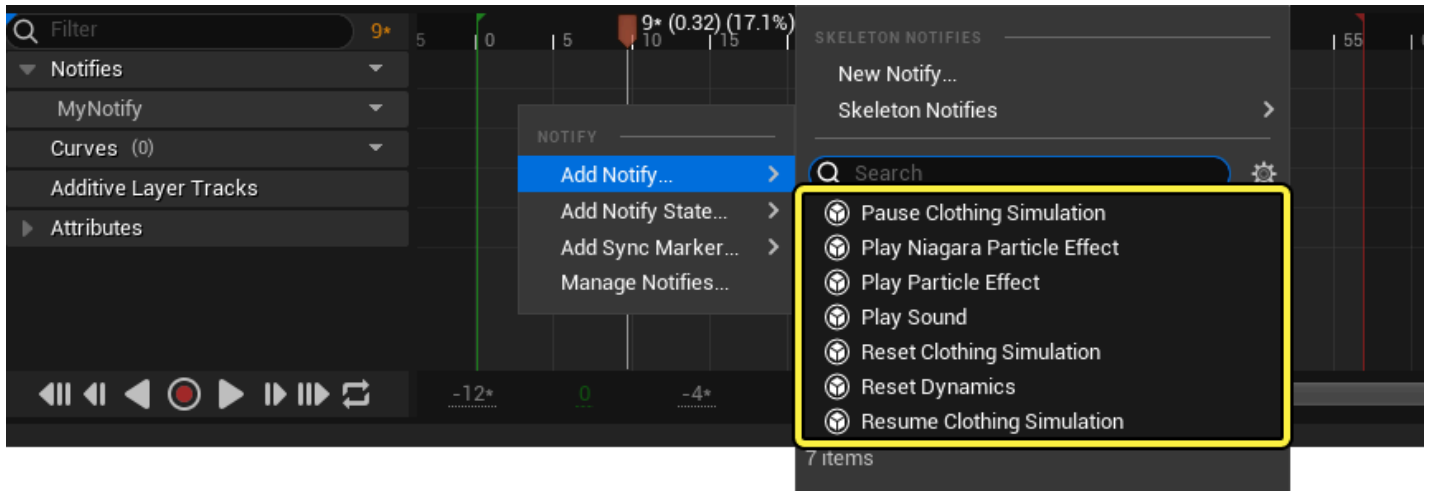 Filter
9*
5
0
5
9* (0.32) (17.1%)
10
15
55
Notifies
MyNotify
Curves (0)
Additive Layer Tracks
Attributes
NOTIFY
Add Notify...
Add Notify State...
Add Sync Marker...
Manage Notifies...
SKELETON NOTIFIES
New Notify...
Skeleton Notifies
Search
Pause Clothing Simulation
Play Niagara Particle Effect
Play Particle Effect
Play Sound
Reset Clothing Simulation
Reset Dynamics
Resume Clothing Simulation
7 items
-12*
0
-4*